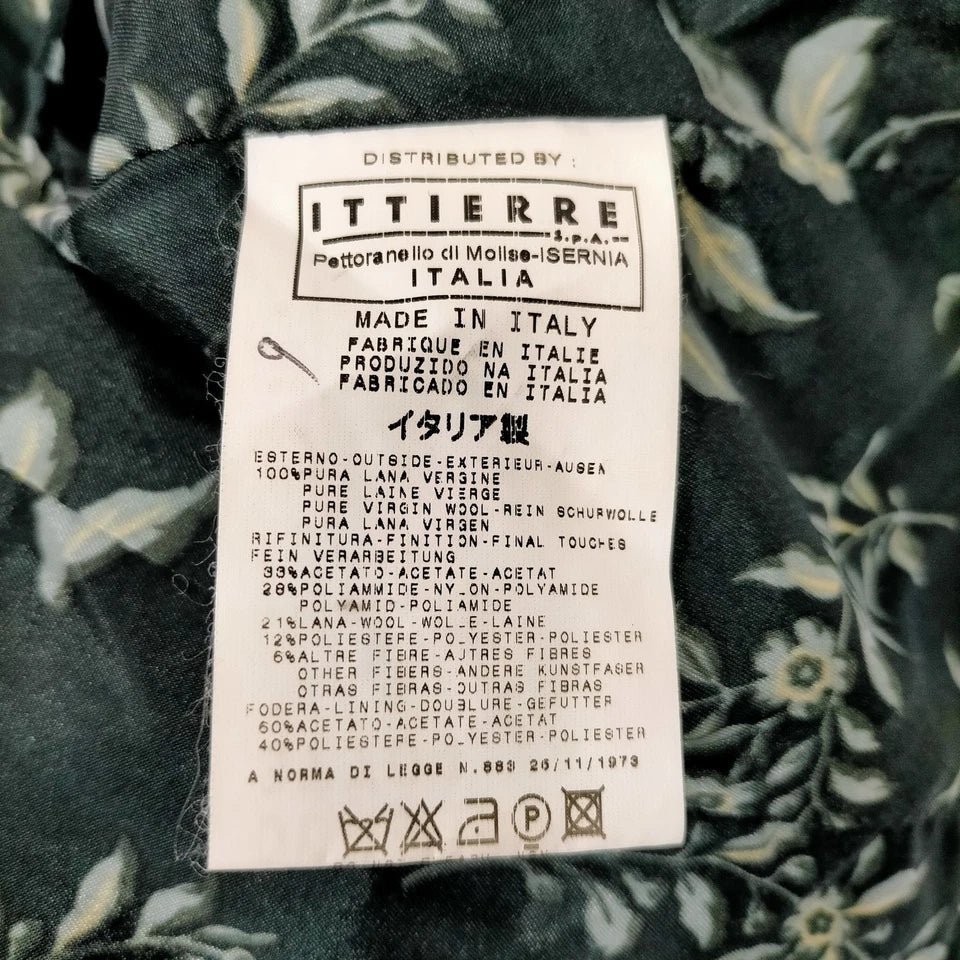 DISTRIBUTED BY :
ITTIERRE
S.p.A.
Pettoranello di Molise-ISERNIA
ITALIA
MADE IN ITALY
FABRIQUE EN ITALIE
PRODUZIDO NA ITALIA
FABRICADO EN ITALIA
イタリア製
ESTERNO-OUTSIDE-EXTERIEUR-AUSEN
100%PURA LANA VERGINE
PURE LAINE VIERGE
PURE VIRGIN WOOL-REIN SCHURWOLLE
PURA LANA VIRGEN
RIFINITURA-FINITION-FINAL TOUCHES
FEIN VERARBEITUNG
33%ACETATO-ACETATE-ACETAT
28%POLIAMMIDE-NYLON-POLYAMIDE
POLYAMID-POLIAMIDE
21%LANA-WOOL-WOLLE-LAINE
12%POLIESTERE-POLYESTER-POLIESTER
6%ALTRE FIBRE-AUTRES FIBRES
OTHER FIBERS-ANDERE KUNSTFASER
OTRAS FIBRAS-OUTRAS FIBRAS
FODERA-LINING-DOUBLURE-GEFUTTER
60%ACETATO-ACETATE-ACETAT
40%POLIESTERE-POLYESTER-POLIESTER
A NORMA DI LEGGE N.883 26/11/1973
P